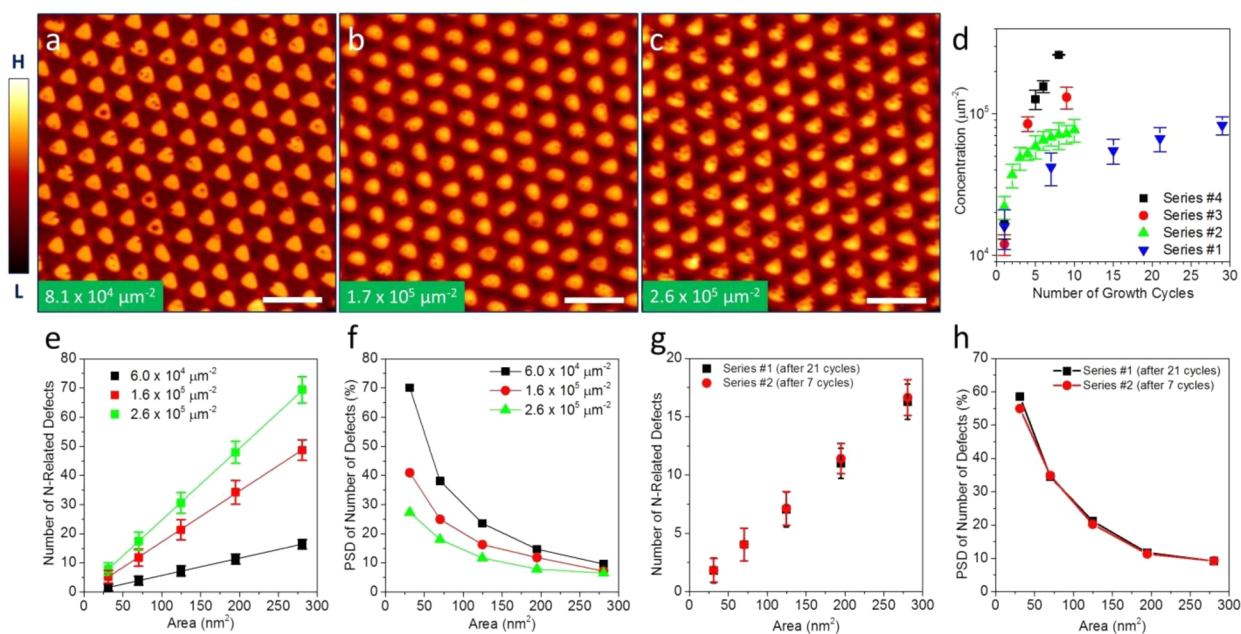 a
b
c
d
H
L
8.1 x 10⁴ μm⁻²
1.7 x 10⁵ μm⁻²
2.6 x 10⁵ μm⁻²
Concentration (μm⁻²)
10⁵
10⁴
0 5 10 15 20 25 30
Number of Growth Cycles
Series #4
Series #3
Series #2
Series #1
e
Number of N-Related Defects
80
70
60
50
40
30
20
10
0
6.0 x 10⁴ μm⁻²
1.6 x 10⁵ μm⁻²
2.6 x 10⁵ μm⁻²
0 50 100 150 200 250 300
Area (nm²)
f
PSD of Number of Defects (%)
80
70
60
50
40
30
20
10
0
6.0 x 10⁴ μm⁻²
1.6 x 10⁵ μm⁻²
2.6 x 10⁵ μm⁻²
0 50 100 150 200 250 300
Area (nm²)
g
Number of N-Related Defects
20
15
10
5
0
Series #1 (after 21 cycles)
Series #2 (after 7 cycles)
0 50 100 150 200 250 300
Area (nm²)
h
PSD of Number of Defects (%)
70
60
50
40
30
20
10
0
Series #1 (after 21 cycles)
Series #2 (after 7 cycles)
0 50 100 150 200 250 300
Area (nm²)